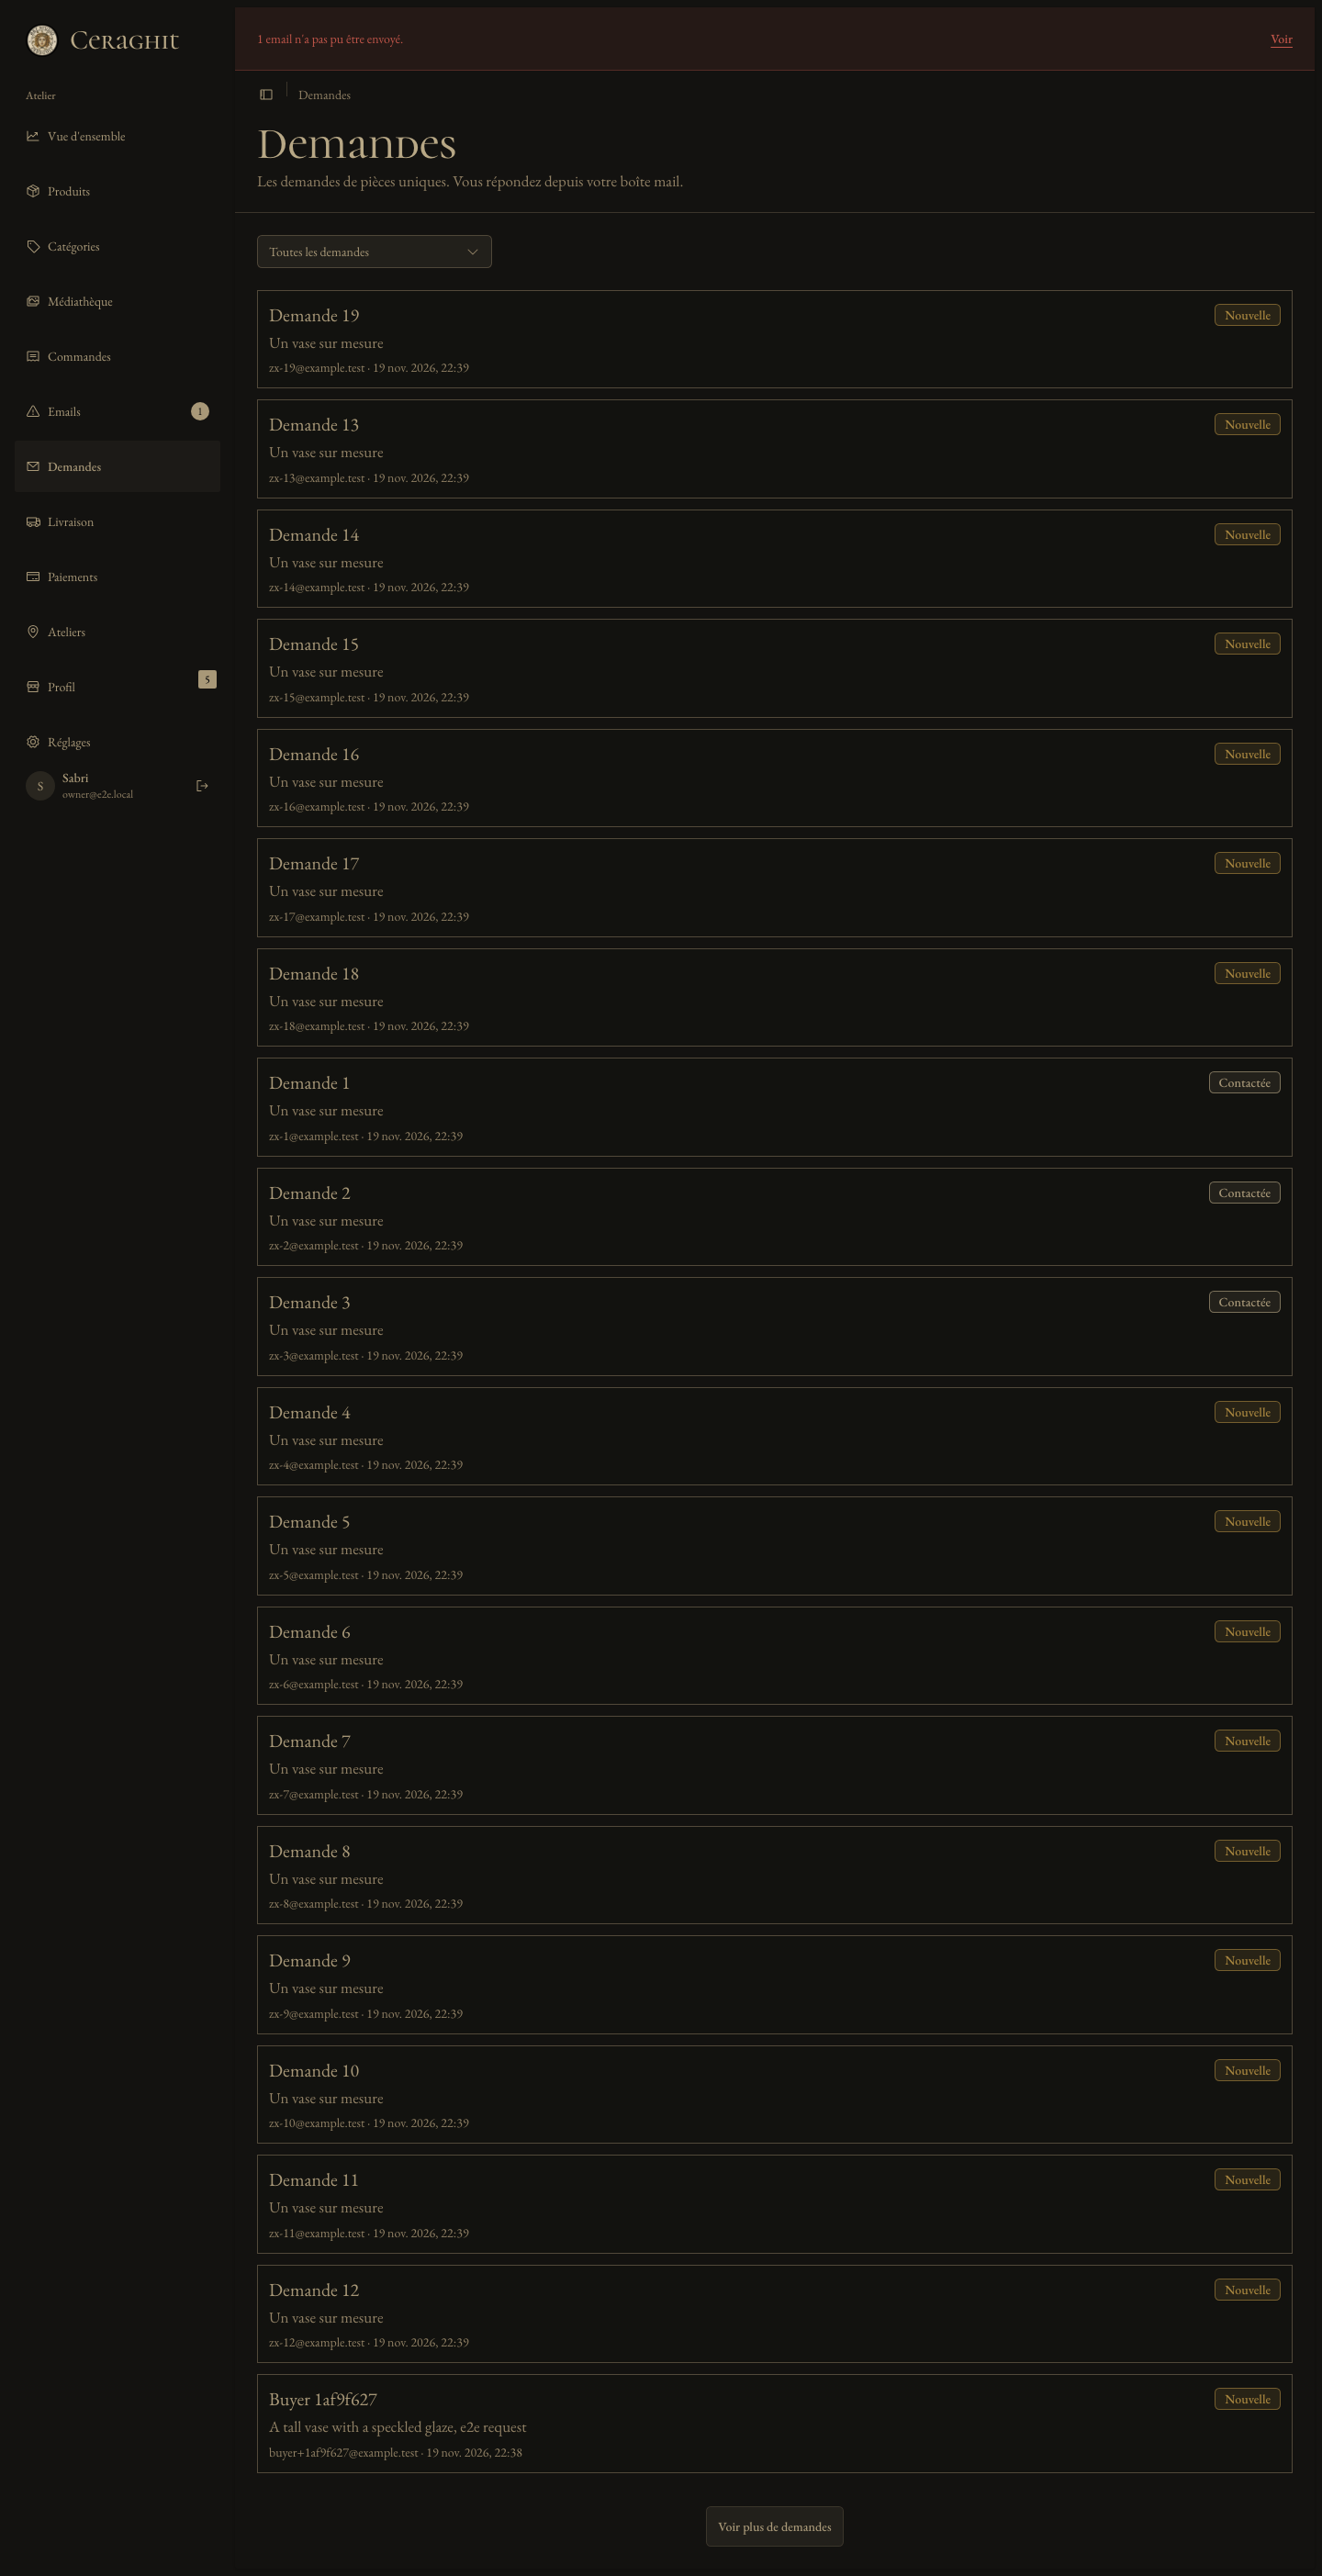 Ceraghit
Atelier
Vue d'ensemble
Produits
Catégories
Médiathèque
Commandes
Emails
1
Demandes
Livraison
Paiements
Ateliers
Profil
5
Réglages
S
Sabri
owner@e2e.local
1 email n'a pas pu être envoyé.
Voir
Demandes
Demandes
Les demandes de pièces uniques. Vous répondez depuis votre boîte mail.
Toutes les demandes
Demande 19
Nouvelle
Un vase sur mesure
zx-19@example.test · 19 nov. 2026, 22:39
Demande 13
Nouvelle
Un vase sur mesure
zx-13@example.test · 19 nov. 2026, 22:39
Demande 14
Nouvelle
Un vase sur mesure
zx-14@example.test · 19 nov. 2026, 22:39
Demande 15
Nouvelle
Un vase sur mesure
zx-15@example.test · 19 nov. 2026, 22:39
Demande 16
Nouvelle
Un vase sur mesure
zx-16@example.test · 19 nov. 2026, 22:39
Demande 17
Nouvelle
Un vase sur mesure
zx-17@example.test · 19 nov. 2026, 22:39
Demande 18
Nouvelle
Un vase sur mesure
zx-18@example.test · 19 nov. 2026, 22:39
Demande 1
Contactée
Un vase sur mesure
zx-1@example.test · 19 nov. 2026, 22:39
Demande 2
Contactée
Un vase sur mesure
zx-2@example.test · 19 nov. 2026, 22:39
Demande 3
Contactée
Un vase sur mesure
zx-3@example.test · 19 nov. 2026, 22:39
Demande 4
Nouvelle
Un vase sur mesure
zx-4@example.test · 19 nov. 2026, 22:39
Demande 5
Nouvelle
Un vase sur mesure
zx-5@example.test · 19 nov. 2026, 22:39
Demande 6
Nouvelle
Un vase sur mesure
zx-6@example.test · 19 nov. 2026, 22:39
Demande 7
Nouvelle
Un vase sur mesure
zx-7@example.test · 19 nov. 2026, 22:39
Demande 8
Nouvelle
Un vase sur mesure
zx-8@example.test · 19 nov. 2026, 22:39
Demande 9
Nouvelle
Un vase sur mesure
zx-9@example.test · 19 nov. 2026, 22:39
Demande 10
Nouvelle
Un vase sur mesure
zx-10@example.test · 19 nov. 2026, 22:39
Demande 11
Nouvelle
Un vase sur mesure
zx-11@example.test · 19 nov. 2026, 22:39
Demande 12
Nouvelle
Un vase sur mesure
zx-12@example.test · 19 nov. 2026, 22:39
Buyer 1af9f627
Nouvelle
A tall vase with a speckled glaze, e2e request
buyer+1af9f627@example.test · 19 nov. 2026, 22:38
Voir plus de demandes